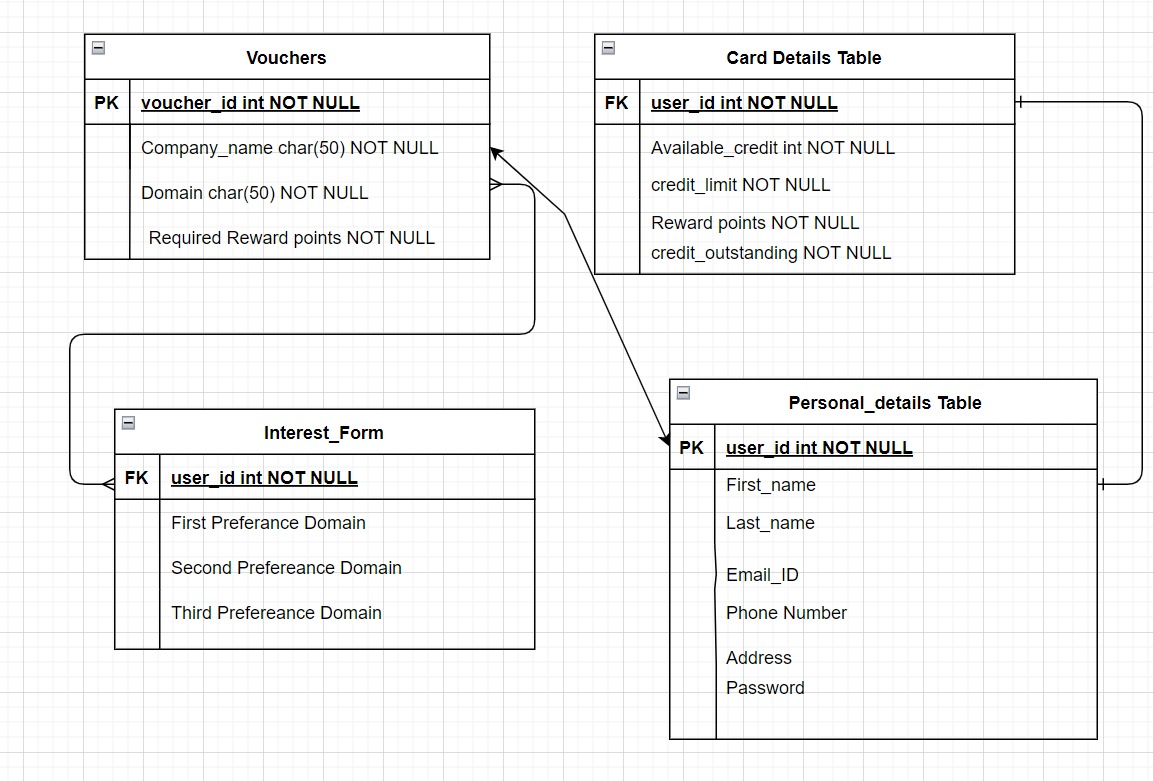 Vouchers
PK voucher_id int NOT NULL
Company_name char(50) NOT NULL
Domain char(50) NOT NULL
Required Reward points NOT NULL
Card Details Table
FK user_id int NOT NULL
Available_credit int NOT NULL
credit_limit NOT NULL
Reward points NOT NULL
credit_outstanding NOT NULL
Interest_Form
FK user_id int NOT NULL
First Preferance Domain
Second Prefereance Domain
Third Prefereance Domain
Personal_details Table
PK user_id int NOT NULL
First_name
Last_name
Email_ID
Phone Number
Address
Password